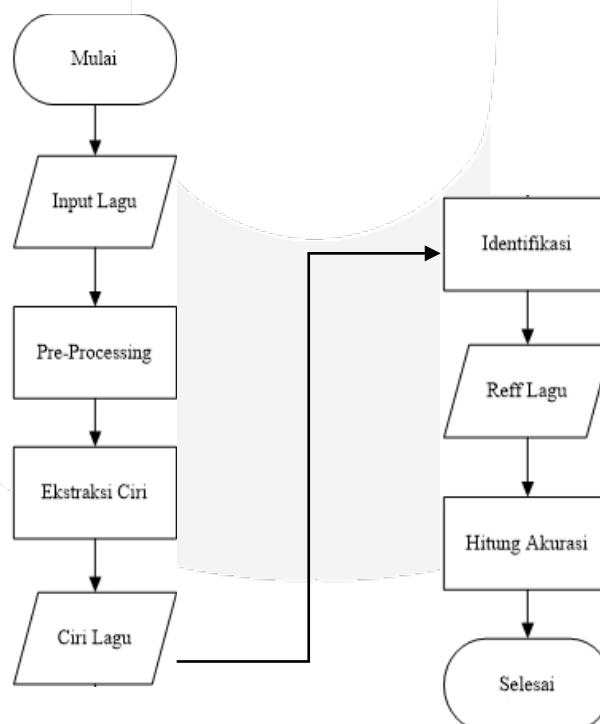 Mulai
Input Lagu
Pre-Processing
Ekstraksi Ciri
Ciri Lagu
Identifikasi
Reff Lagu
Hitung Akurasi
Selesai